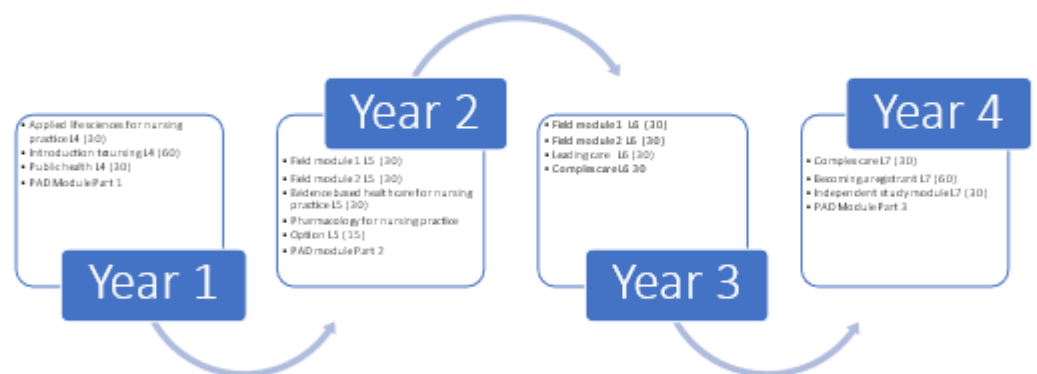 ▪ Applied life sciences for nursing
practice L4 (30)
▪ Introduction to nursing L4 (60)
▪ Public health L4 (30)
▪ PAD Module Part 1
Year 1
Year 2
▪ Field module 1 L5 (30)
▪ Field module 2 L5 (30)
▪ Evidence based healthcare for nursing
practice L5 (30)
▪ Pharmacology for nursing practice
▪ Option L5 (15)
▪ PAD module Part 2
▪ Field module 1 L6 (30)
▪ Field module 2 L6 (30)
▪ Leading care L6 (30)
▪ Complex care L6 30
Year 3
Year 4
▪ Complex care L7 (30)
▪ Becoming a registrant L7 (60)
▪ Independent study module L7 (30)
▪ PAD Module Part 3